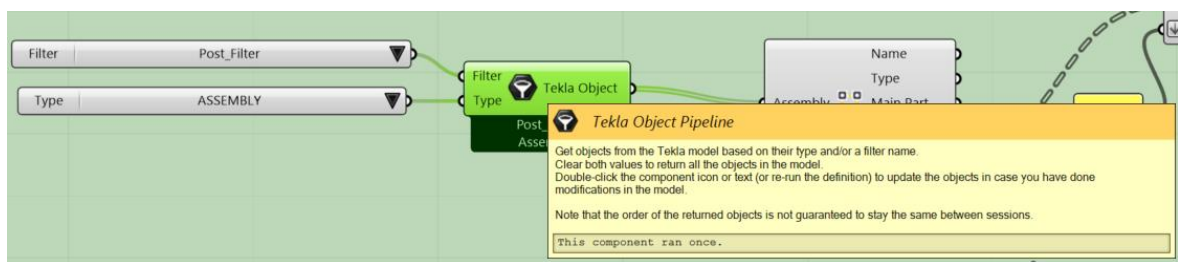 Filter Post_Filter
Type ASSEMBLY
Filter
Type
Tekla Object
Post_
Asse
Name
Type
Assembly Main Part
Tekla Object Pipeline
Get objects from the Tekla model based on their type and/or a filter name.
Clear both values to return all the objects in the model.
Double-click the component icon or text (or re-run the definition) to update the objects in case you have done
modifications in the model.
Note that the order of the returned objects is not guaranteed to stay the same between sessions.
This component ran once.